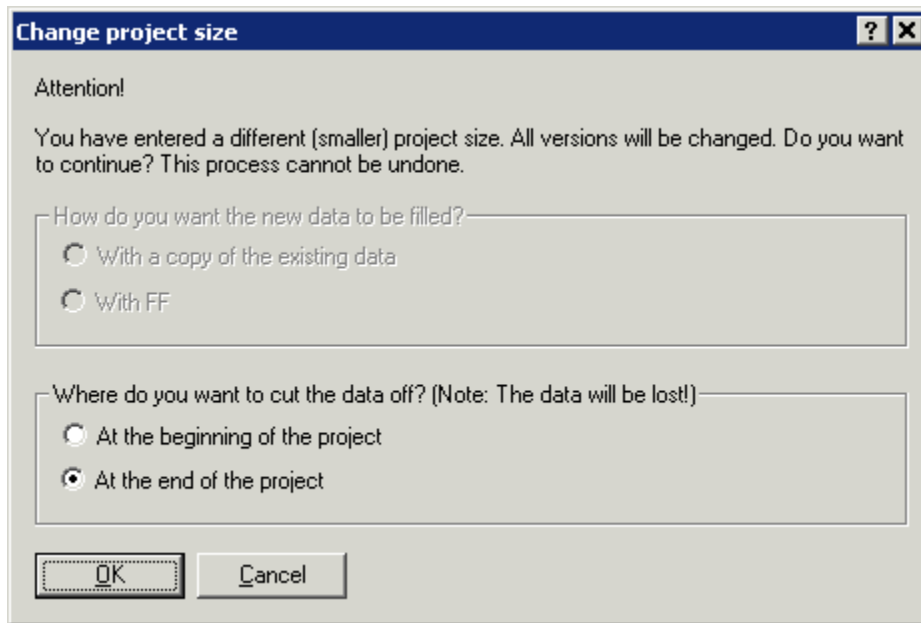 Change project size
Attention!
You have entered a different (smaller) project size. All versions will be changed. Do you want
to continue? This process cannot be undone.
How do you want the new data to be filled?
With a copy of the existing data
With FF
Where do you want to cut the data off? (Note: The data will be lost!)
At the beginning of the project
At the end of the project
OK
Cancel